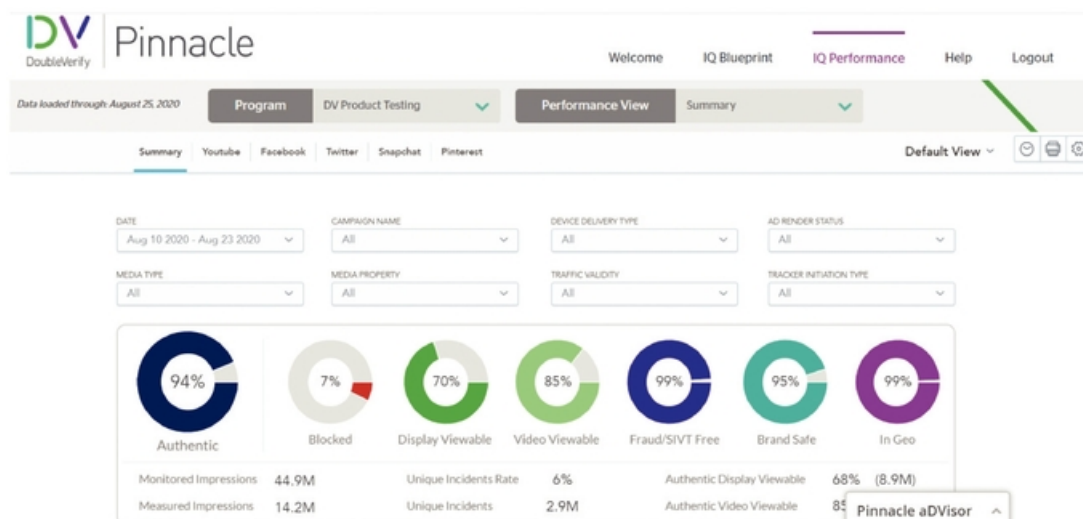 DV Pinnacle
DoubleVerify
Welcome IQ Blueprint IQ Performance Help Logout
Data loaded through: August 25, 2020 Program DV Product Testing Performance View Summary
Summary Youtube Facebook Twitter Snapchat Pinterest Default View
DATE CAMPAIGN NAME DEVICE DELIVERY TYPE AD RENDER STATUS
Aug 10 2020 - Aug 23 2020 All All All
MEDIA TYPE MEDIA PROPERTY TRAFFIC VALIDITY TRACKER INITIATION TYPE
All All All All
94% 7% 70% 85% 99% 95% 99%
Authentic Blocked Display Viewable Video Viewable Fraud/SIVT Free Brand Safe In Geo
Monitored Impressions 44.9M Unique Incidents Rate 6% Authentic Display Viewable 68% (8.9M)
Measured Impressions 14.2M Unique Incidents 2.9M Authentic Video Viewable
Pinnacle aDVisor